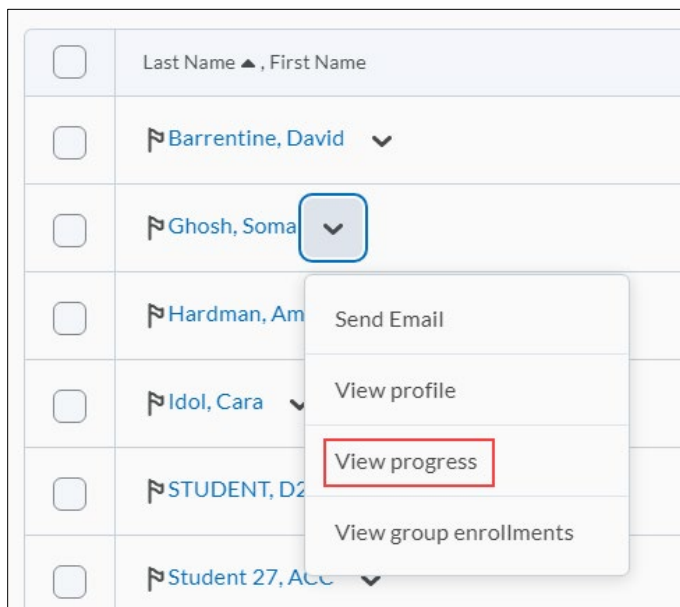 Last Name ▲ , First Name
Barrentine, David
Ghosh, Soma
Hardman, Am
Send Email
View profile
Idol, Cara
View progress
STUDENT, D2
View group enrollments
Student 27, ACC